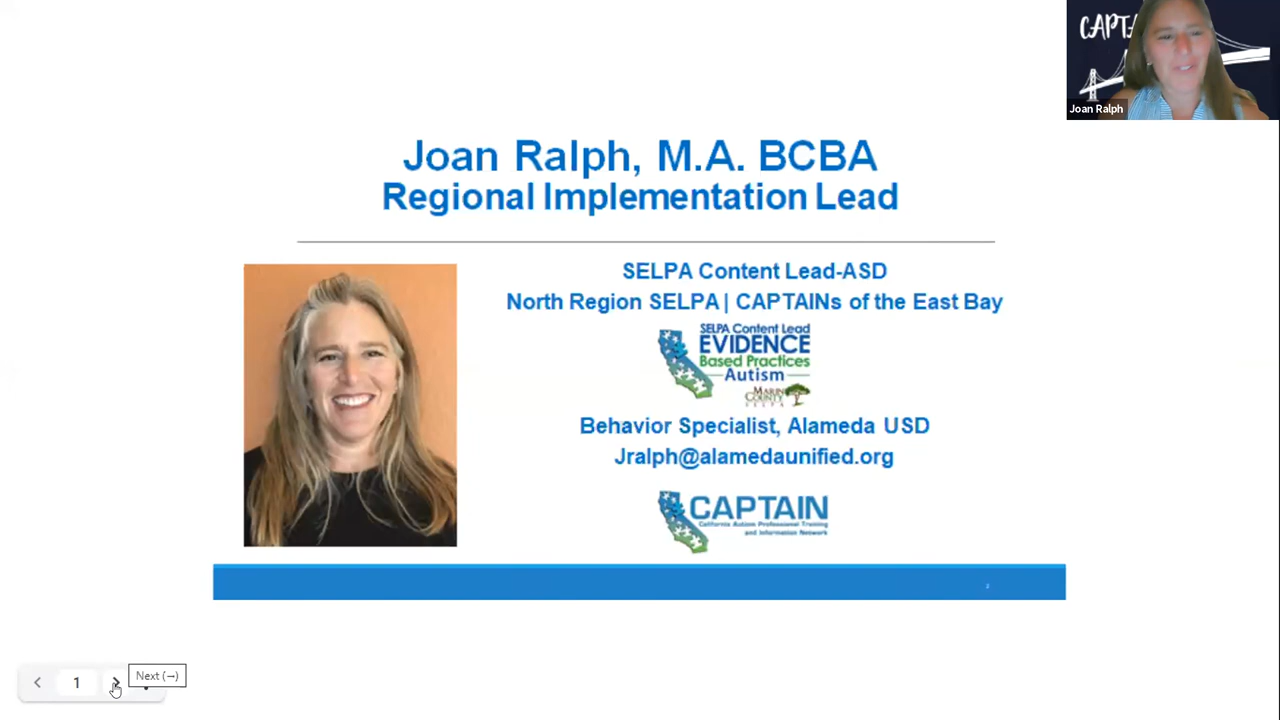 CAPTA
Joan Ralph
Joan Ralph, M.A. BCBA
Regional Implementation Lead
SELPA Content Lead-ASD
North Region SELPA | CAPTAINs of the East Bay
SELPA Content Lead
EVIDENCE
Based Practices
Autism
MARIN
COUNTY
SELPA
Behavior Specialist, Alameda USD
Jralph@alamedaunified.org
CAPTAIN
California Autism Professional Training
and Information Network
2
Next (→)
1